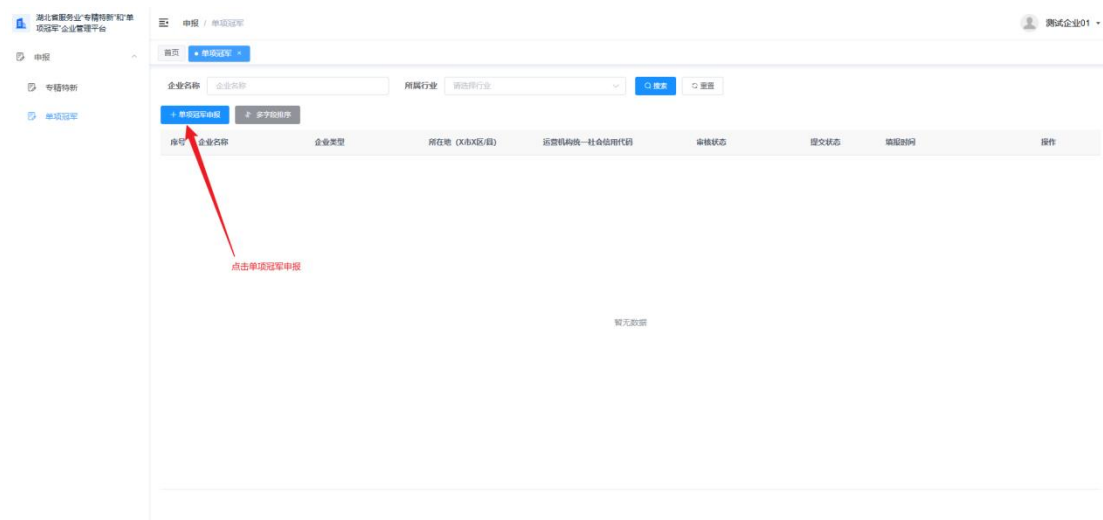 湖北省服务业"专精特新"和"单
项冠军"企业管理平台
申报 / 单项冠军
测试企业01
申报
首页 单项冠军 ×
专精特新
单项冠军
企业名称 企业名称 所属行业 请选择行业 搜索 重置
+ 单项冠军申报 多字段排序
序号 企业名称 企业类型 所在地 (X市X区/县) 运营机构统一社会信用代码 审核状态 提交状态 填报时间 操作
点击单项冠军申报
暂无数据